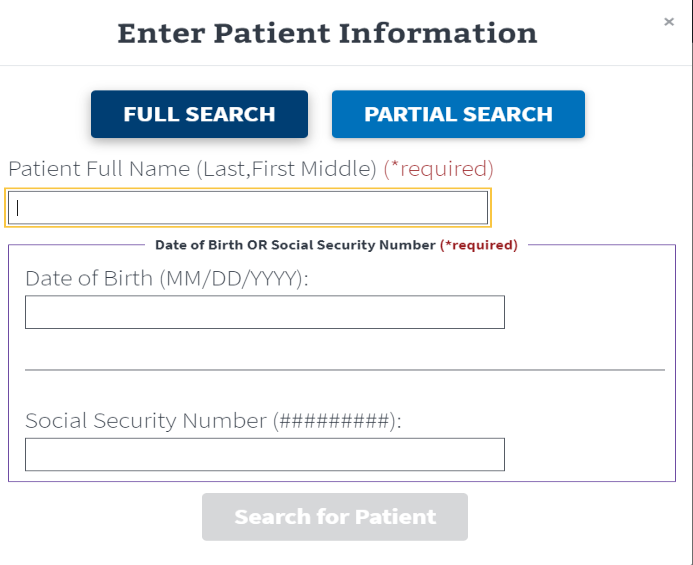 Enter Patient Information
×
FULL SEARCH PARTIAL SEARCH
Patient Full Name (Last,First Middle) (*required)
Date of Birth OR Social Security Number (*required)
Date of Birth (MM/DD/YYYY):
Social Security Number (#########):
Search for Patient